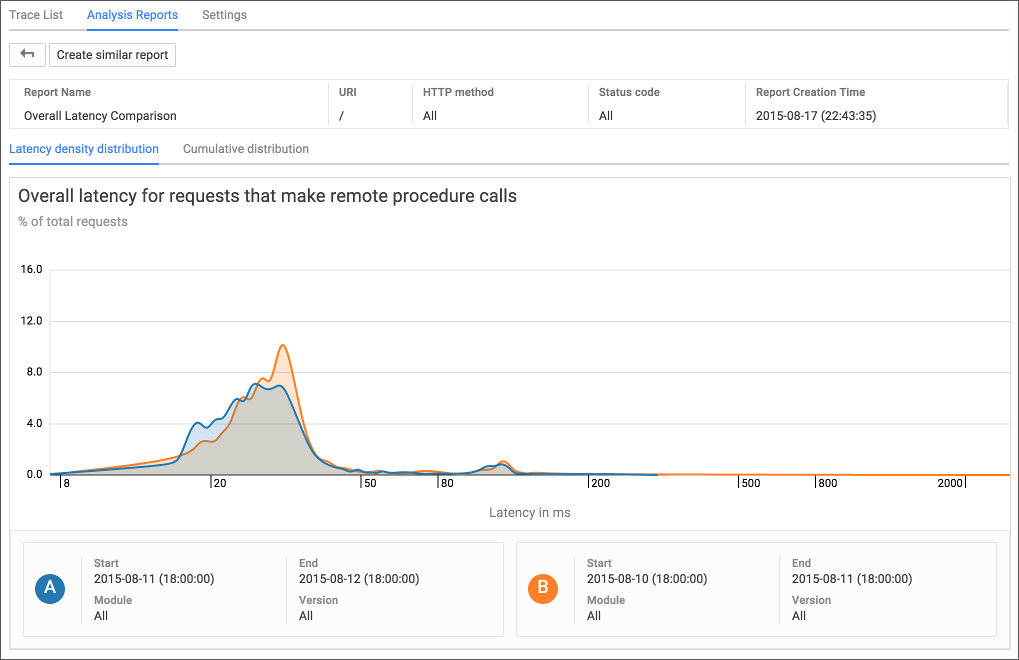 Trace List Analysis Reports Settings
Create similar report
Report Name URI HTTP method Status code Report Creation Time
Overall Latency Comparison / All All 2015-08-17 (22:43:35)
Latency density distribution Cumulative distribution
Overall latency for requests that make remote procedure calls
% of total requests
16.0
12.0
8.0
4.0
0.0
8 20 50 80 200 500 800 2000
Latency in ms
A
Start End
2015-08-11 (18:00:00) 2015-08-12 (18:00:00)
Module Version
All All
B
Start End
2015-08-10 (18:00:00) 2015-08-11 (18:00:00)
Module Version
All All